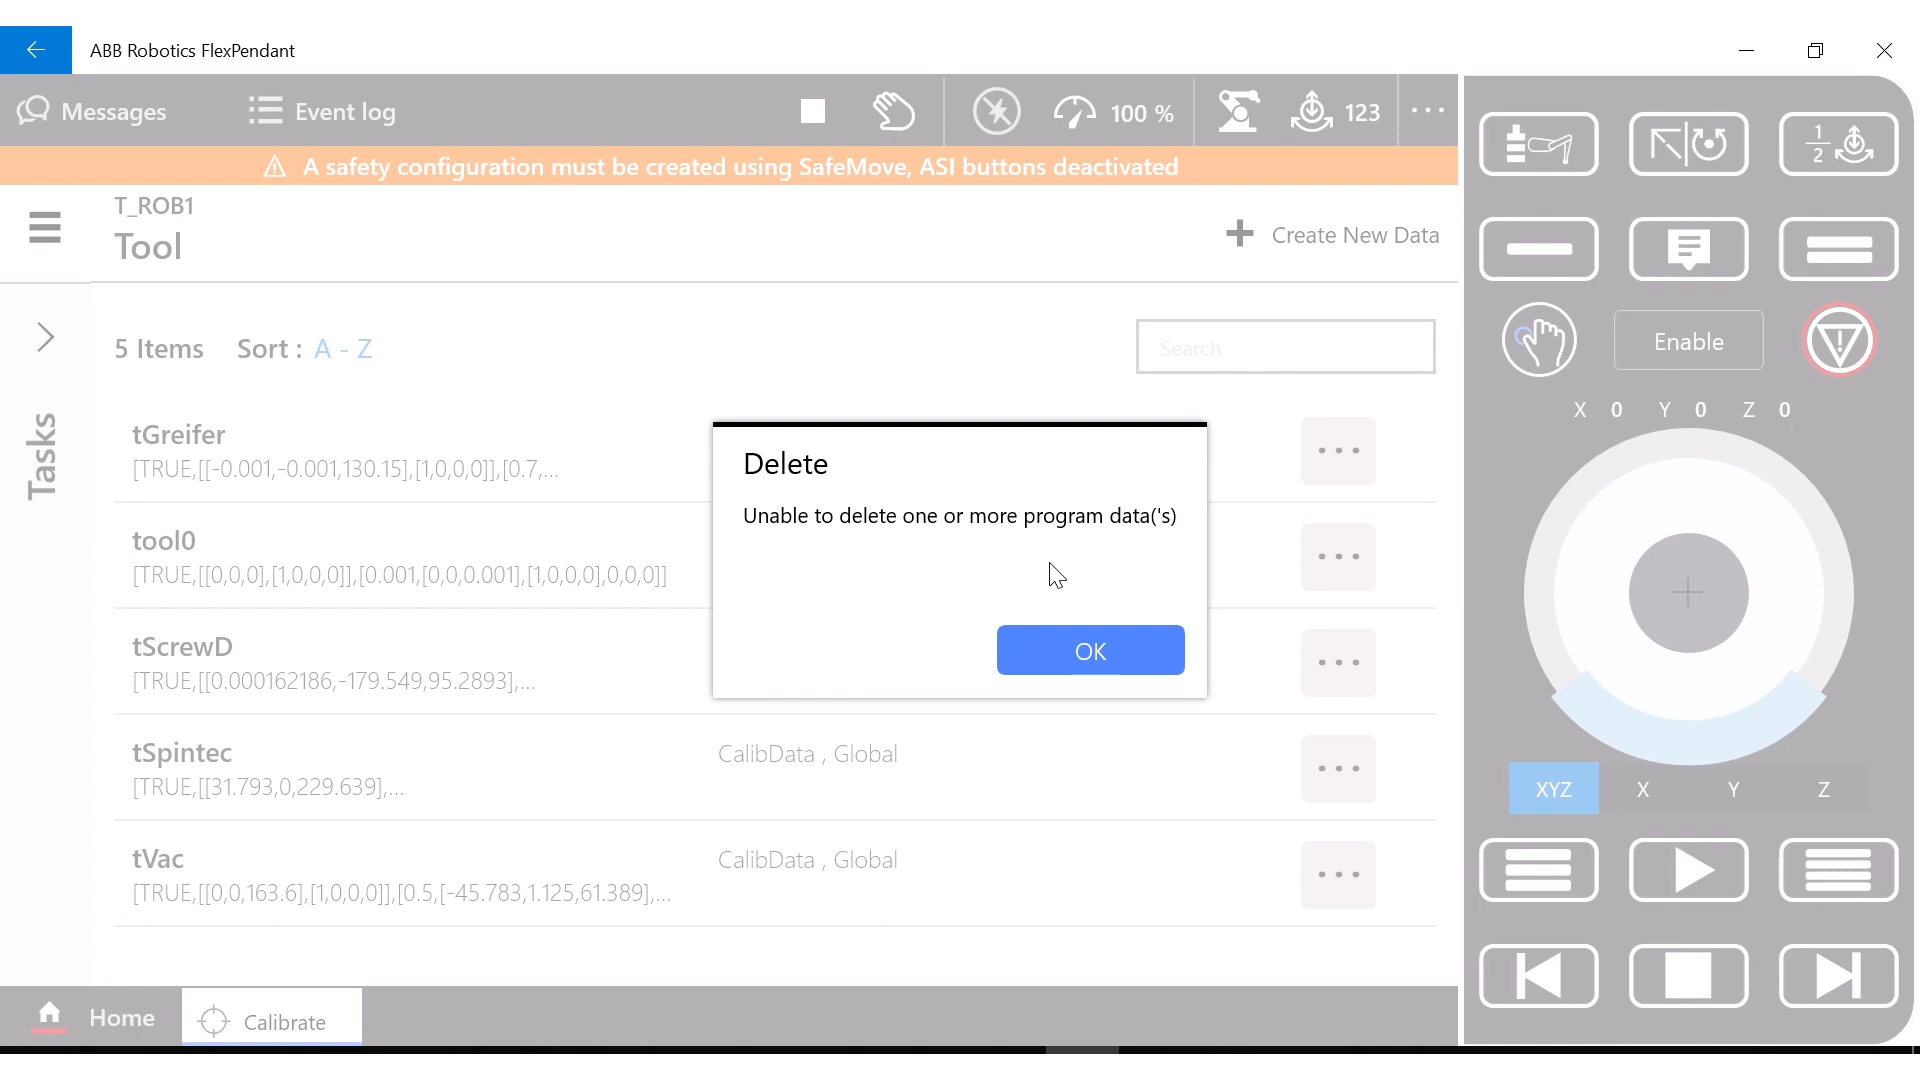 ABB Robotics FlexPendant
Messages
Event log
100 %
123
...
A safety configuration must be created using SafeMove, ASI buttons deactivated
T_ROB1
Tool
Create New Data
5 Items Sort : A - Z
Search
Tasks
tGreifer
[TRUE,[[-0.001,-0.001,130.15],[1,0,0,0]],[0.7,...
tool0
[TRUE,[[0,0,0],[1,0,0,0]],[0.001,[0,0,0.001],[1,0,0,0],0,0,0]]
tScrewD
[TRUE,[[0.000162186,-179.549,95.2893],...
tSpintec CalibData , Global
[TRUE,[[31.793,0,229.639],...
tVac CalibData , Global
[TRUE,[[0,0,163.6],[1,0,0,0]],[0.5,[-45.783,1.125,61.389],...
Delete
Unable to delete one or more program data('s)
OK
Home
Calibrate
1
2
Enable
X 0 Y 0 Z 0
XYZ X Y Z